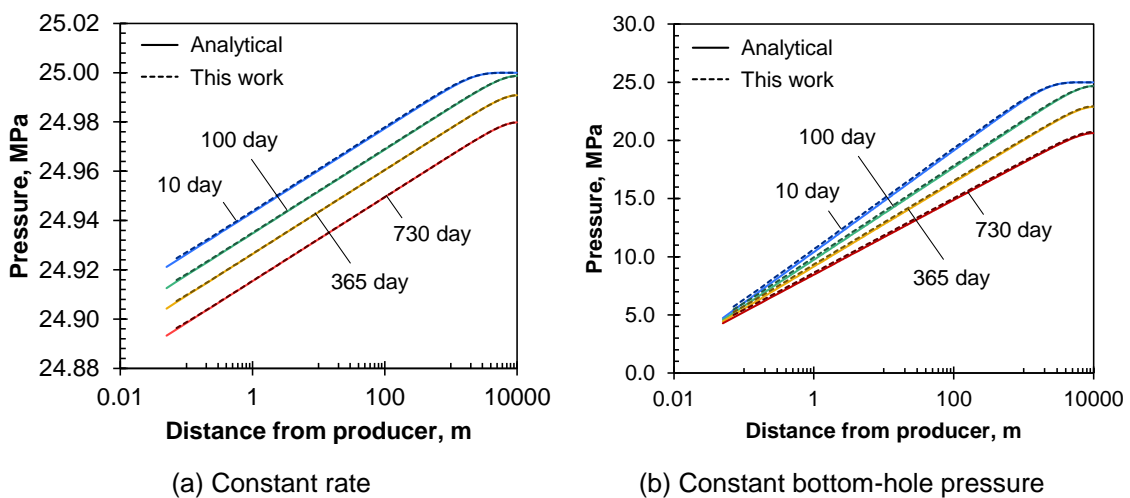 25.02
25.00
24.98
24.96
24.94
24.92
24.90
24.88
Pressure, MPa
Analytical
This work
100 day
10 day
730 day
365 day
0.01
1
100
10000
Distance from producer, m
(a) Constant rate
30.0
25.0
20.0
15.0
10.0
5.0
0.0
Pressure, MPa
Analytical
This work
100 day
10 day
730 day
365 day
0.01
1
100
10000
Distance from producer, m
(b) Constant bottom-hole pressure